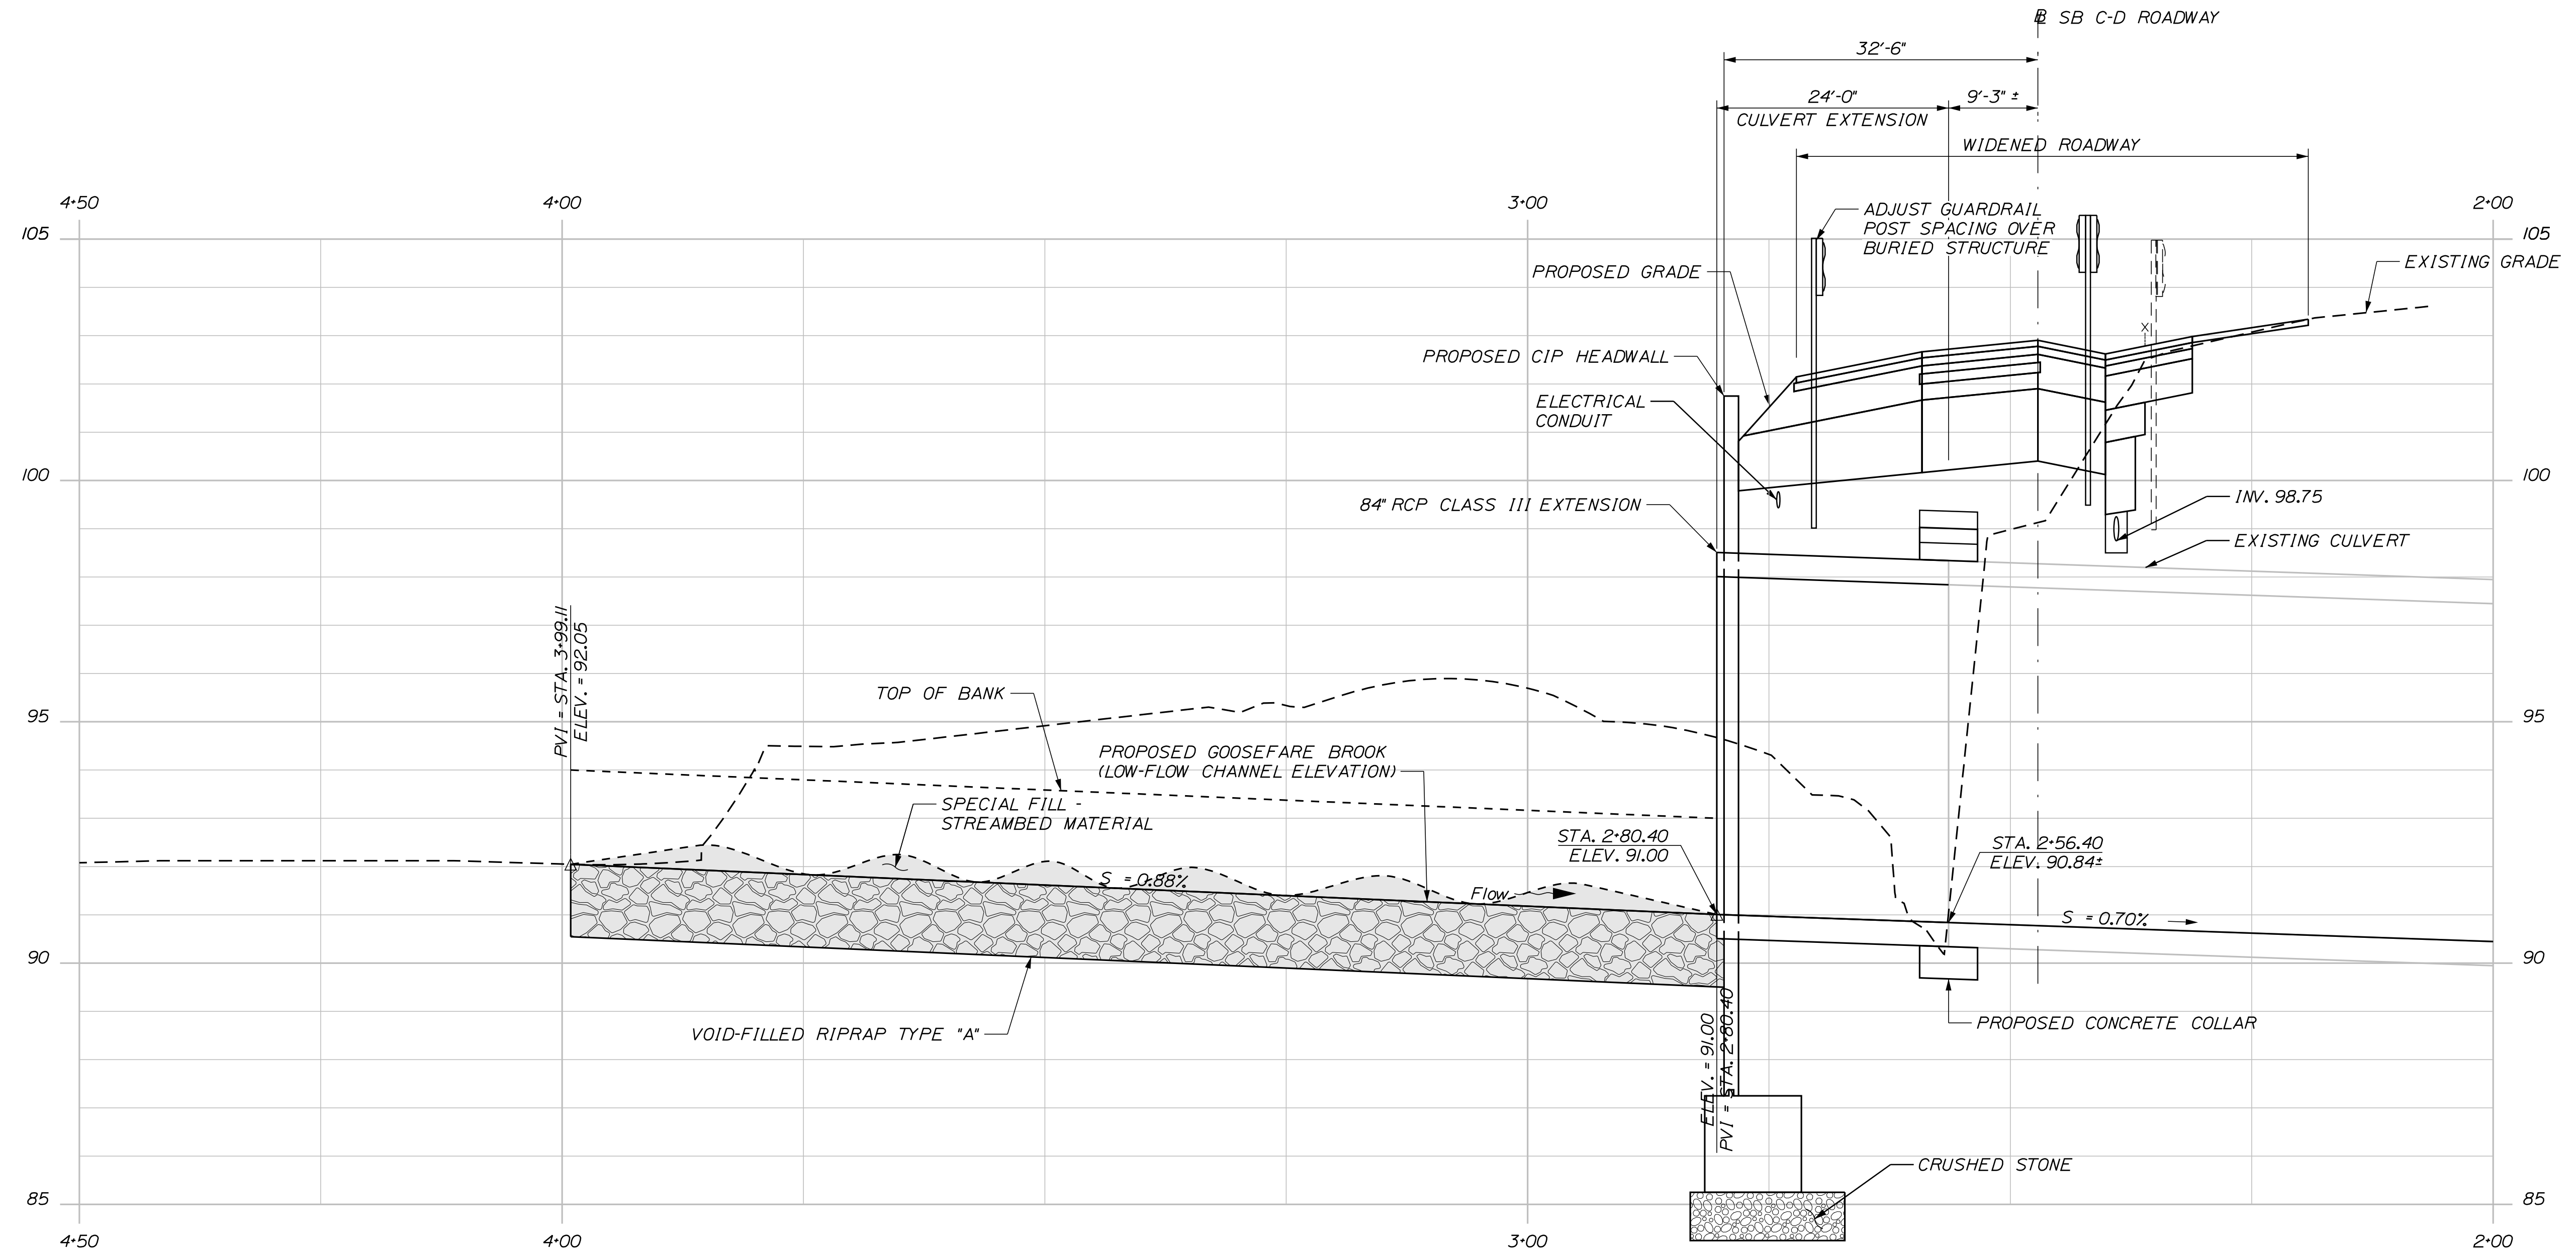 ℄ SB C-D ROADWAY
32'-6"
24'-0"
9'-3" ±
CULVERT EXTENSION
WIDENED ROADWAY
4+50
4+00
3+00
2+00
ADJUST GUARDRAIL
POST SPACING OVER
BURIED STRUCTURE
105
105
PROPOSED GRADE
EXISTING GRADE
PROPOSED CIP HEADWALL
X
ELECTRICAL
CONDUIT
100
100
84" RCP CLASS III EXTENSION
INV. 98.75
EXISTING CULVERT
PVI = STA. 3+99.11
ELEV. = 92.05
TOP OF BANK
95
95
PROPOSED GOOSEFARE BROOK
(LOW-FLOW CHANNEL ELEVATION)
SPECIAL FILL -
STREAMBED MATERIAL
STA. 2+80.40
ELEV. 91.00
STA. 2+56.40
ELEV. 90.84±
S = 0.88%
Flow
S = 0.70%
90
90
VOID-FILLED RIPRAP TYPE "A"
PROPOSED CONCRETE COLLAR
ELEV. = 91.00
PVI = STA. 2+80.40
CRUSHED STONE
85
85
4+50
4+00
3+00
2+00